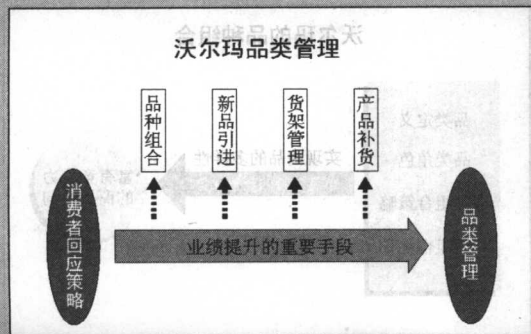 沃尔玛品类管理
品种组合
新品引进
货架管理
产品补货
消费者回应策略
业绩提升的重要手段
品类管理